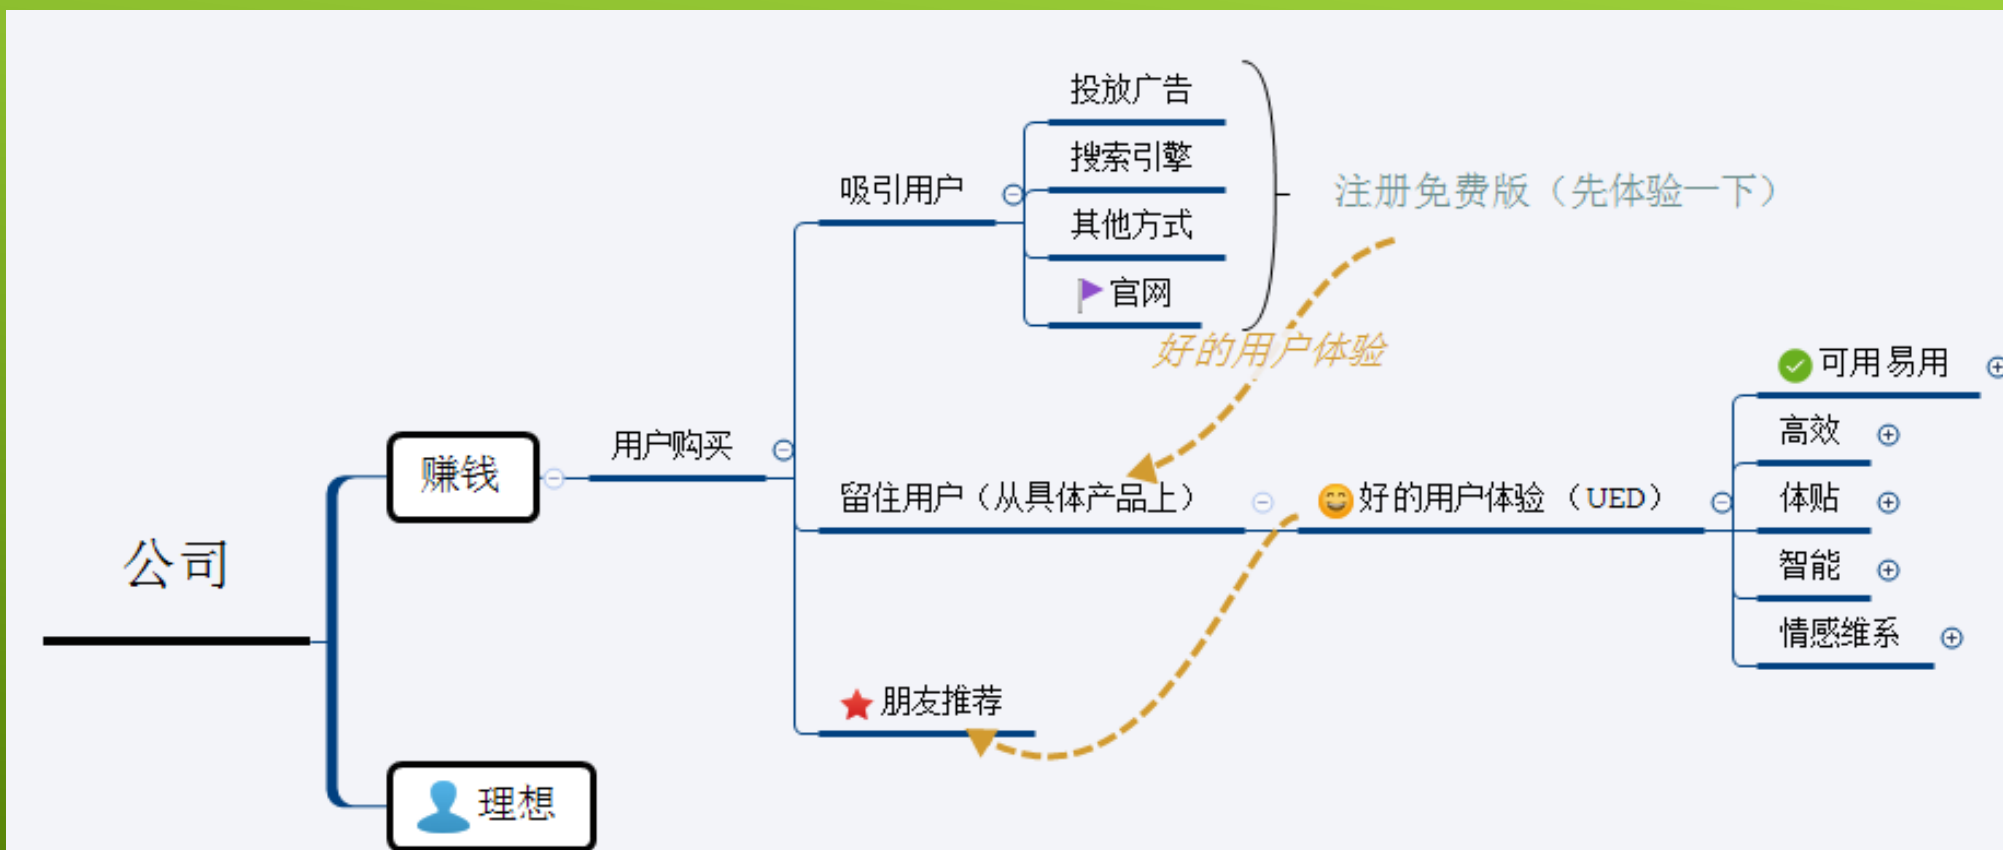 投放广告
搜索引擎
吸引用户
注册免费版（先体验一下）
其他方式
官网
好的用户体验
可用易用
高效
用户购买
赚钱
留住用户（从具体产品上）
好的用户体验 （UED）
体贴
公司
智能
情感维系
朋友推荐
理想